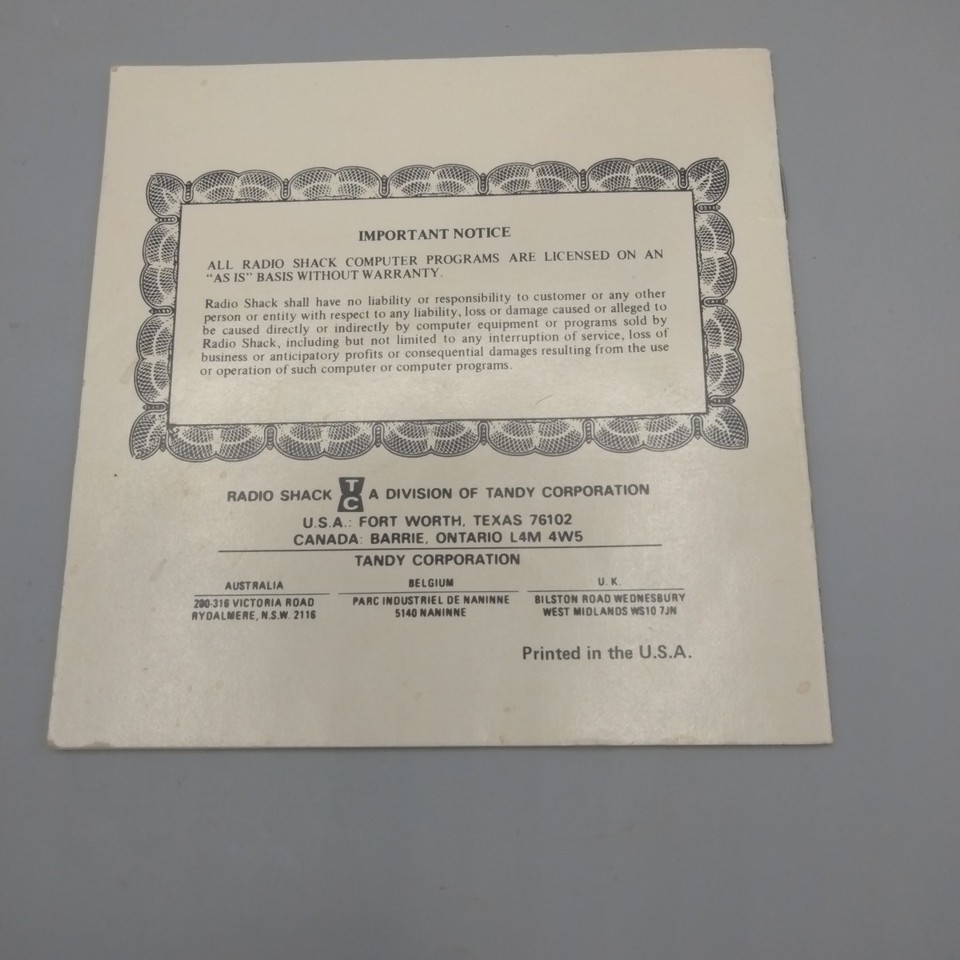 IMPORTANT NOTICE
ALL RADIO SHACK COMPUTER PROGRAMS ARE LICENSED ON AN
"AS IS" BASIS WITHOUT WARRANTY.
Radio Shack shall have no liability or responsibility to customer or any other
person or entity with respect to any liability, loss or damage caused or alleged to
be caused directly or indirectly by computer equipment or programs sold by
Radio Shack, including but not limited to any interruption of service, loss of
business or anticipatory profits or consequential damages resulting from the use
or operation of such computer or computer programs.
RADIO SHACK TC A DIVISION OF TANDY CORPORATION
U.S.A.: FORT WORTH, TEXAS 76102
CANADA: BARRIE, ONTARIO L4M 4W5
TANDY CORPORATION
AUSTRALIA BELGIUM U. K.
280-316 VICTORIA ROAD PARC INDUSTRIEL DE NANINNE BILSTON ROAD WEDNESBURY
RYDALMERE, N.S.W. 2116 5140 NANINNE WEST MIDLANDS WS10 7JN
Printed in the U.S.A.